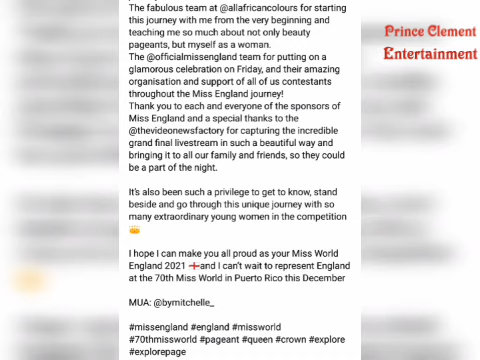 The fabulous team at @allafricancolours for starting
this journey with me from the very beginning and
teaching me so much about not only beauty
pageants, but myself as a woman.
The @officialmissengland team for putting on a
glamorous celebration on Friday, and their amazing
organisation and support of all of us contestants
throughout the Miss England journey!
Thank you to each and everyone of the sponsors of
Miss England and a special thanks to the
@thevideonewsfactory for capturing the incredible
grand final livestream in such a beautiful way and
bringing it to all our family and friends, so they could
be a part of the night.
It's also been such a privilege to get to know, stand
beside and go through this unique journey with so
many extraordinary young women in the competition
👑
I hope I can make you all proud as your Miss World
England 2021 🏴󠁧󠁢󠁥󠁮󠁧󠁿and I can't wait to represent England
at the 70th Miss World in Puerto Rico this December
MUA: @bymitchelle_
#missengland #england #missworld
#70thmissworld #pageant #queen #crown #explore
#explorepage
Prince Clement
Entertainment